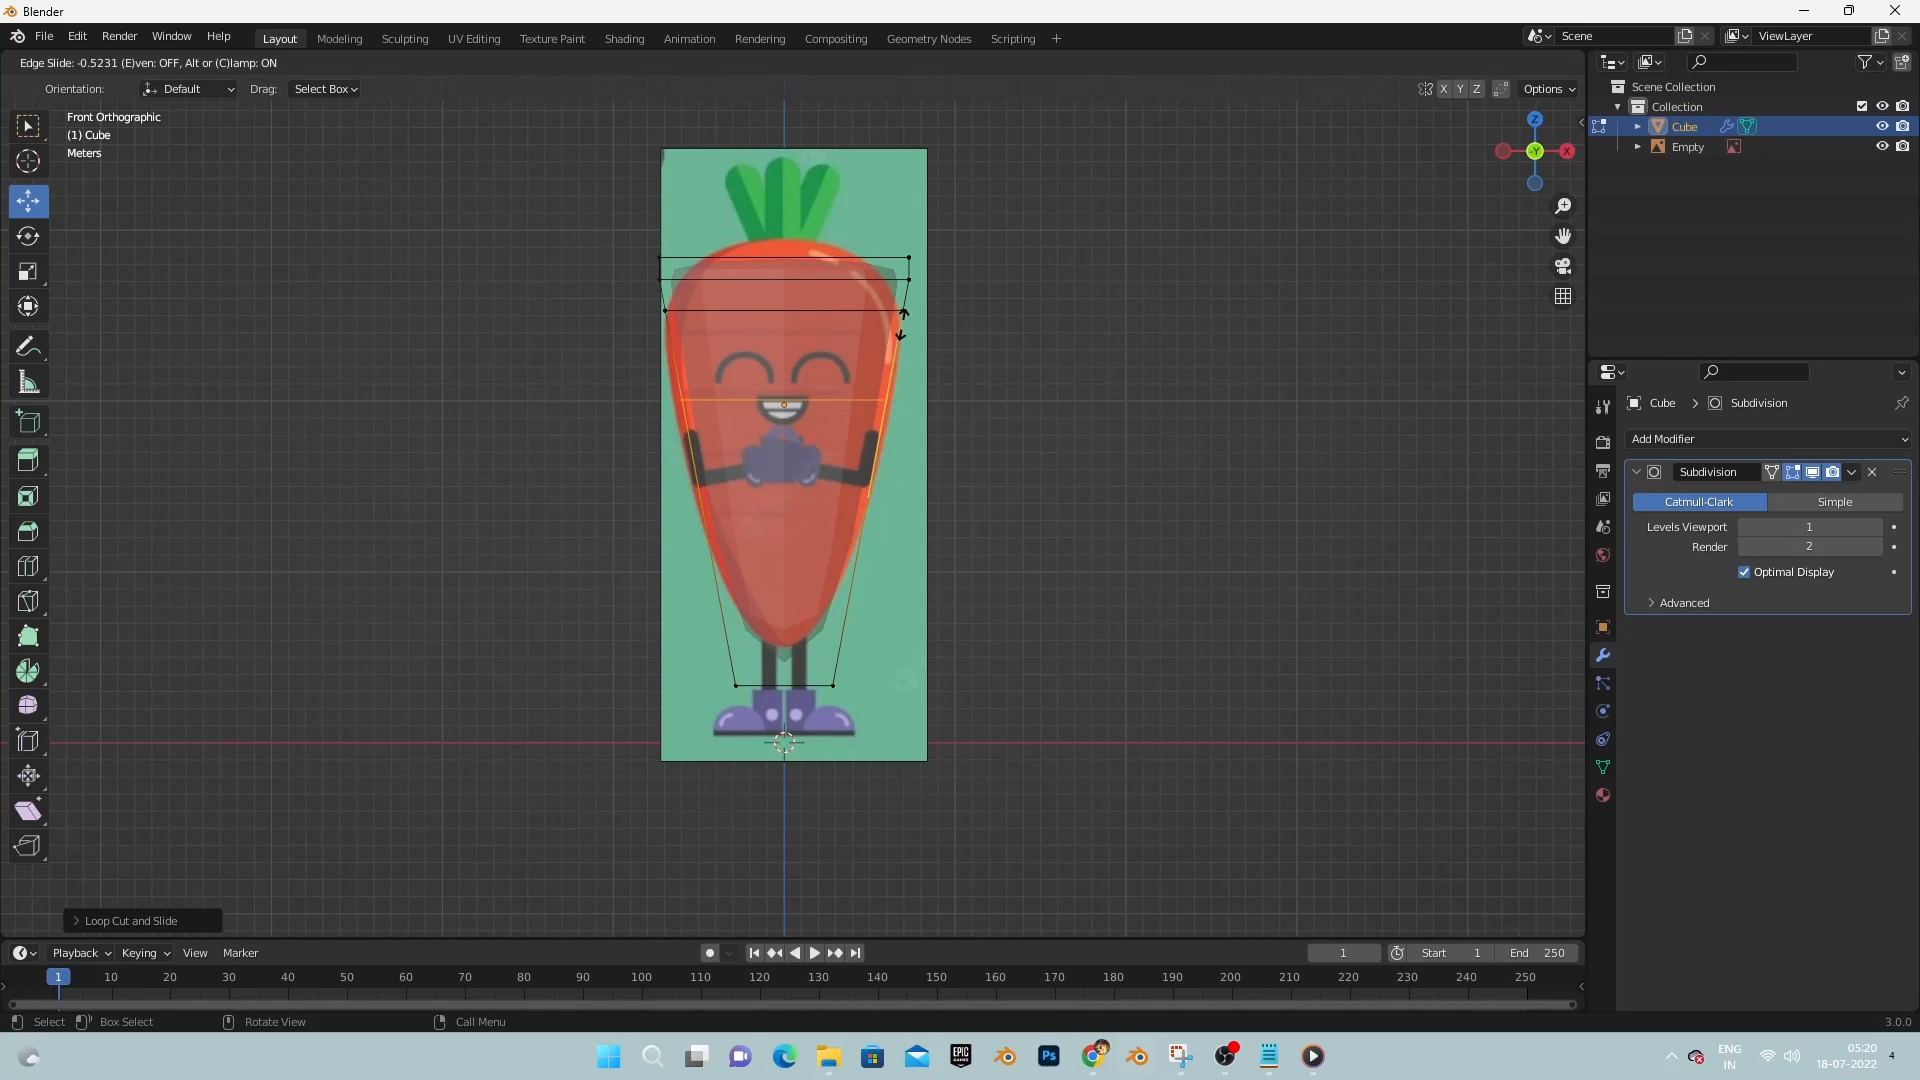 Blender
File Edit Render Window Help
Layout Modeling Sculpting UV Editing Texture Paint Shading Animation Rendering Compositing Geometry Nodes Scripting +
Scene
ViewLayer
Edge Slide: -0.5231 (E)ven: OFF, Alt or (C)lamp: ON
Orientation: Default Drag: Select Box
X Y Z Options
Front Orthographic
(1) Cube
Meters
Z
-Y
X
Scene Collection
Collection
Cube
Empty
Cube > Subdivision
Add Modifier
Subdivision
Catmull-Clark Simple
Levels Viewport 1
Render 2
Optimal Display
Advanced
Loop Cut and Slide
Playback Keying View Marker
1 Start 1 End 250
1 10 20 30 40 50 60 70 80 90 100 110 120 130 140 150 160 170 180 190 200 210 220 230 240 250
Select Box Select Rotate View Call Menu
3.0.0
EPIC GAMES
Ps
ENG
IN
05:20
18-07-2022
4